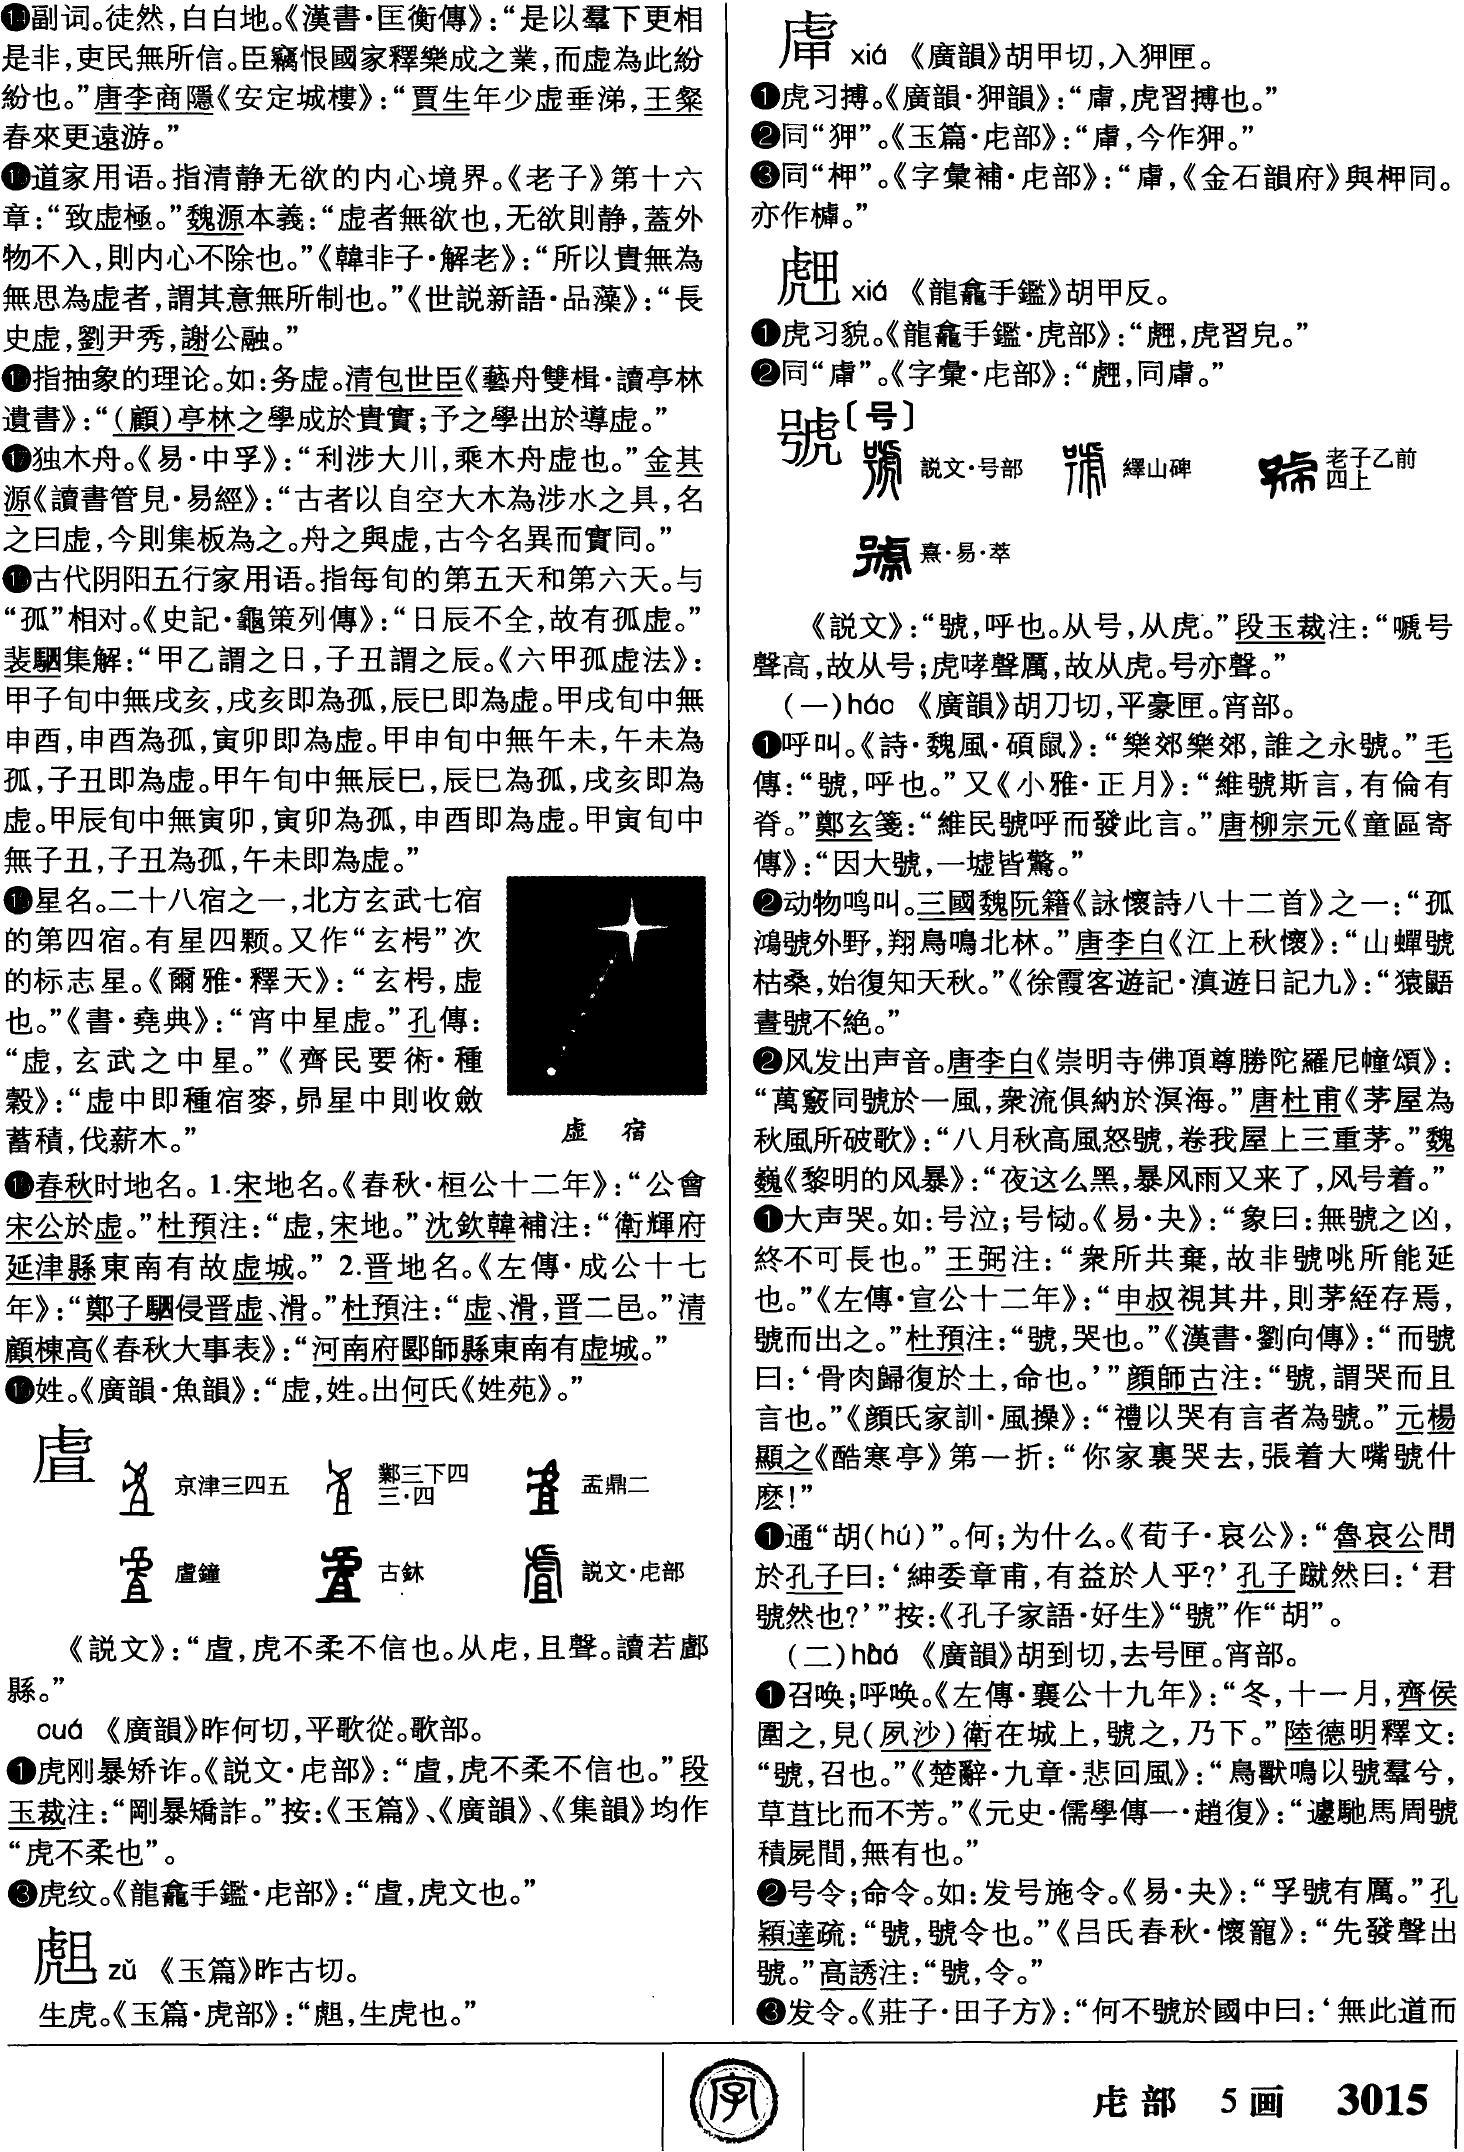 ⓮副词。徒然，白白地。《漢書·匡衡傳》：“是以羣下更相
是非，吏民無所信。臣竊恨國家釋樂成之業，而虚為此紛
紛也。”唐李商隱《安定城樓》：“賈生年少虚垂涕，王粲
春來更遠游。”
⓯道家用语。指清静无欲的内心境界。《老子》第十六
章：“致虚極。”魏源本義：“虚者無欲也，无欲則静，蓋外
物不入，則内心不除也。”《韓非子·解老》：“所以貴無為
無思為虚者，謂其意無所制也。”《世説新語·品藻》：“長
史虚，劉尹秀，謝公融。”
⓰指抽象的理论。如：务虚。清包世臣《藝舟雙楫·讀亭林
遺書》：“(顧)亭林之學成於貴實；予之學出於導虚。”
⓱独木舟。《易·中孚》：“利涉大川，乘木舟虚也。”金其
源《讀書管見·易經》：“古者以自空大木為涉水之具，名
之曰虚，今則集板為之。舟之與虚，古今名異而實同。”
⓲古代阴阳五行家用语。指每旬的第五天和第六天。与
“孤”相对。《史記·龜策列傳》：“日辰不全，故有孤虚。”
裴駰集解：“甲乙謂之日，子丑謂之辰。《六甲孤虚法》：
甲子旬中無戌亥，戌亥即為孤，辰巳即為虚。甲戌旬中無
申酉，申酉為孤，寅卯即為虚。甲申旬中無午未，午未為
孤，子丑即為虚。甲午旬中無辰巳，辰巳為孤，戌亥即為
虚。甲辰旬中無寅卯，寅卯為孤，申酉即為虚。甲寅旬中
無子丑，子丑為孤，午未即為虚。”
⓳星名。二十八宿之一，北方玄武七宿
的第四宿。有星四颗。又作“玄枵”次
的标志星。《爾雅·釋天》：“玄枵，虚
也。”《書·堯典》：“宵中星虚。”孔傳：
“虚，玄武之中星。”《齊民要術·種
穀》：“虚中即種宿麥，昴星中則收斂
蓄積，伐薪木。”
虚 宿
春秋时地名。1.宋地名。《春秋·桓公十二年》：“公會
宋公於虚。”杜預注：“虚，宋地。”沈欽韓補注：“衛輝府
延津縣東南有故虚城。” 2.晋地名。《左傳·成公十七
年》：“鄭子駟侵晋虚、滑。”杜預注：“虚、滑，晋二邑。”清
顧棟高《春秋大事表》：“河南府郾師縣東南有虚城。”
姓。《廣韻·魚韻》：“虚，姓。出何氏《姓苑》。”
虘
京津三四五 鄴三下四三·四 盂鼎二
虘鐘 古鉥 説文·虍部
《説文》：“虘，虎不柔不信也。从虍，且聲。讀若鄌
縣。”
cuá 《廣韻》昨何切，平歌從。歌部。
❶虎刚暴矫诈。《説文·虍部》：“虘，虎不柔不信也。”段
玉裁注：“剛暴矯詐。”按：《玉篇》、《廣韻》、《集韻》均作
“虎不柔也”。
❸虎纹。《龍龕手鑑·虍部》：“虘，虎文也。”
䖕 zǔ 《玉篇》昨古切。
生虎。《玉篇·虎部》：“䖕，生虎也。”
虏 xiá 《廣韻》胡甲切，入狎匣。
❶虎习搏。《廣韻·狎韻》：“𧆛，虎習搏也。”
❷同“狎”。《玉篇·虍部》：“𧆛，今作狎。”
❸同“柙”。《字彙補·虍部》：“𧆛，《金石韻府》與柙同。
亦作𣛴。”
䖬 xiá 《龍龕手鑑》胡甲反。
❶虎习貌。《龍龕手鑑·虎部》：“䖬，虎習皃。”
❷同“𧆛”。《字彙·虍部》：“䖬，同𧆛。”
號〔号〕
説文·号部 繹山碑 老子乙前四上
熹·易·萃
《説文》：“號，呼也。从号，从虎。”段玉裁注：“嗁号
聲高，故从号；虎哮聲厲，故从虎。号亦聲。”
(一)háo 《廣韻》胡刀切，平豪匣。宵部。
❶呼叫。《詩·魏風·碩鼠》：“樂郊樂郊，誰之永號。”毛
傳：“號，呼也。”又《小雅·正月》：“維號斯言，有倫有
脊。”鄭玄箋：“維民號呼而發此言。”唐柳宗元《童區寄
傳》：“因大號，一墟皆驚。”
❷动物鸣叫。三國魏阮籍《詠懷詩八十二首》之一：“孤
鴻號外野，翔鳥鳴北林。”唐李白《江上秋懷》：“山蟬號
枯桑，始復知天秋。”《徐霞客遊記·滇遊日記九》：“猿鼯
晝號不絶。”
❷风发出声音。唐李白《崇明寺佛頂尊勝陀羅尼幢頌》：
“萬竅同號於一風，衆流俱納於溟海。”唐杜甫《茅屋為
秋風所破歌》：“八月秋高風怒號，卷我屋上三重茅。”魏
巍《黎明的风暴》：“夜这么黑，暴风雨又来了，风号着。”
❶大声哭。如：号泣；号恸。《易·夬》：“象曰：無號之凶，
終不可長也。”王弼注：“衆所共棄，故非號咷所能延
也。”《左傳·宣公十二年》：“申叔視其井，則茅絰存焉，
號而出之。”杜預注：“號，哭也。”《漢書·劉向傳》：“而號
曰：‘骨肉歸復於土，命也。’”顔師古注：“號，謂哭而且
言也。”《顔氏家訓·風操》：“禮以哭有言者為號。”元楊
顯之《酷寒亭》第一折：“你家裏哭去，張着大嘴號什
麽！”
❶通“胡(hú)”。何；为什么。《荀子·哀公》：“魯哀公問
於孔子曰：‘紳委章甫，有益於人乎？’孔子蹴然曰：‘君
號然也？’”按：《孔子家語·好生》“號”作“胡”。
(二)hào 《廣韻》胡到切，去号匣。宵部。
❶召唤；呼唤。《左傳·襄公十九年》：“冬，十一月，齊侯
圍之，見(夙沙)衛在城上，號之，乃下。”陸德明釋文：
“號，召也。”《楚辭·九章·悲回風》：“鳥獸鳴以號羣兮，
草苴比而不芳。”《元史·儒學傳一·趙復》：“遽馳馬周號
積屍間，無有也。”
❷号令；命令。如：发号施令。《易·夬》：“孚號有厲。”孔
穎達疏：“號，號令也。”《吕氏春秋·懷寵》：“先發聲出
號。”高誘注：“號，令。”
❸发令。《莊子·田子方》：“何不號於國中曰：‘無此道而
字
虍部 5画 3015